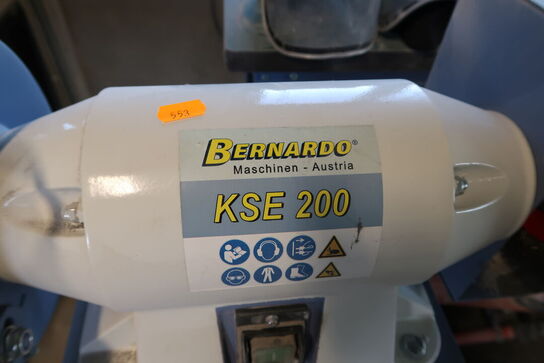 553
BERNARDO®
Maschinen - Austria
KSE 200